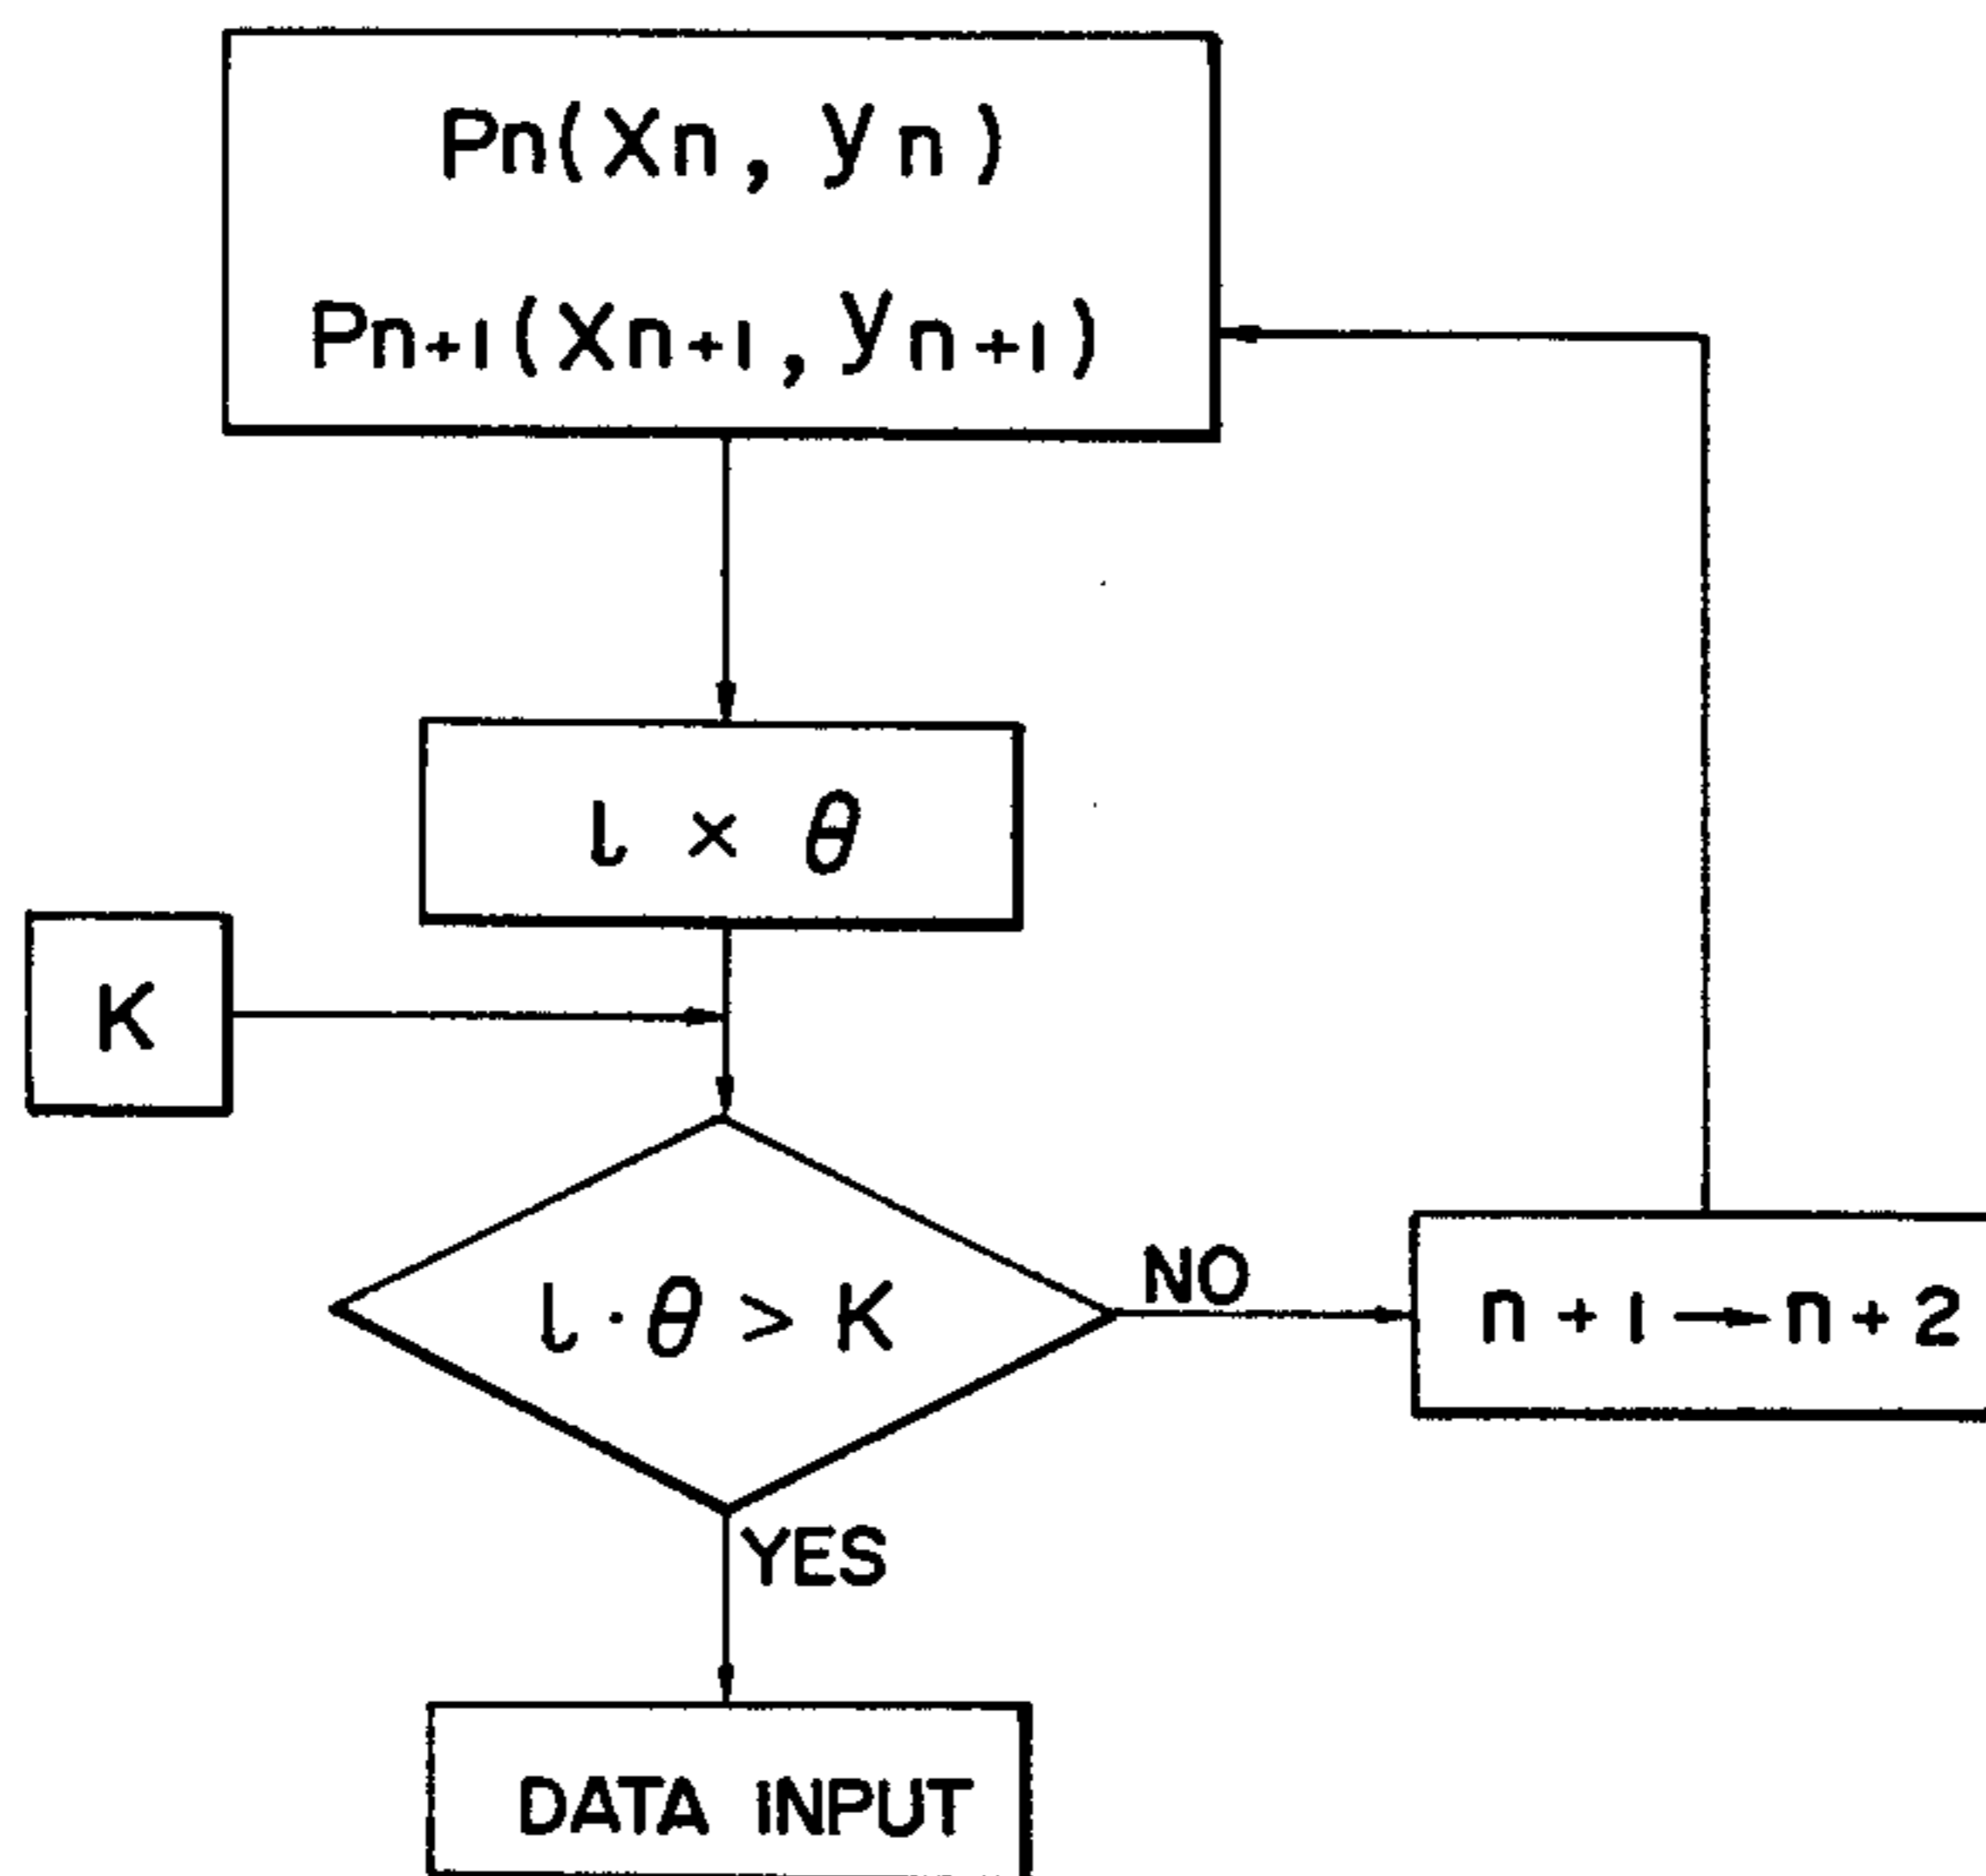 Pn(Xn, yn)
Pn+1(Xn+1, yn+1)
l × θ
K
l·θ > K
NO
n+1→n+2
YES
DATA INPUT